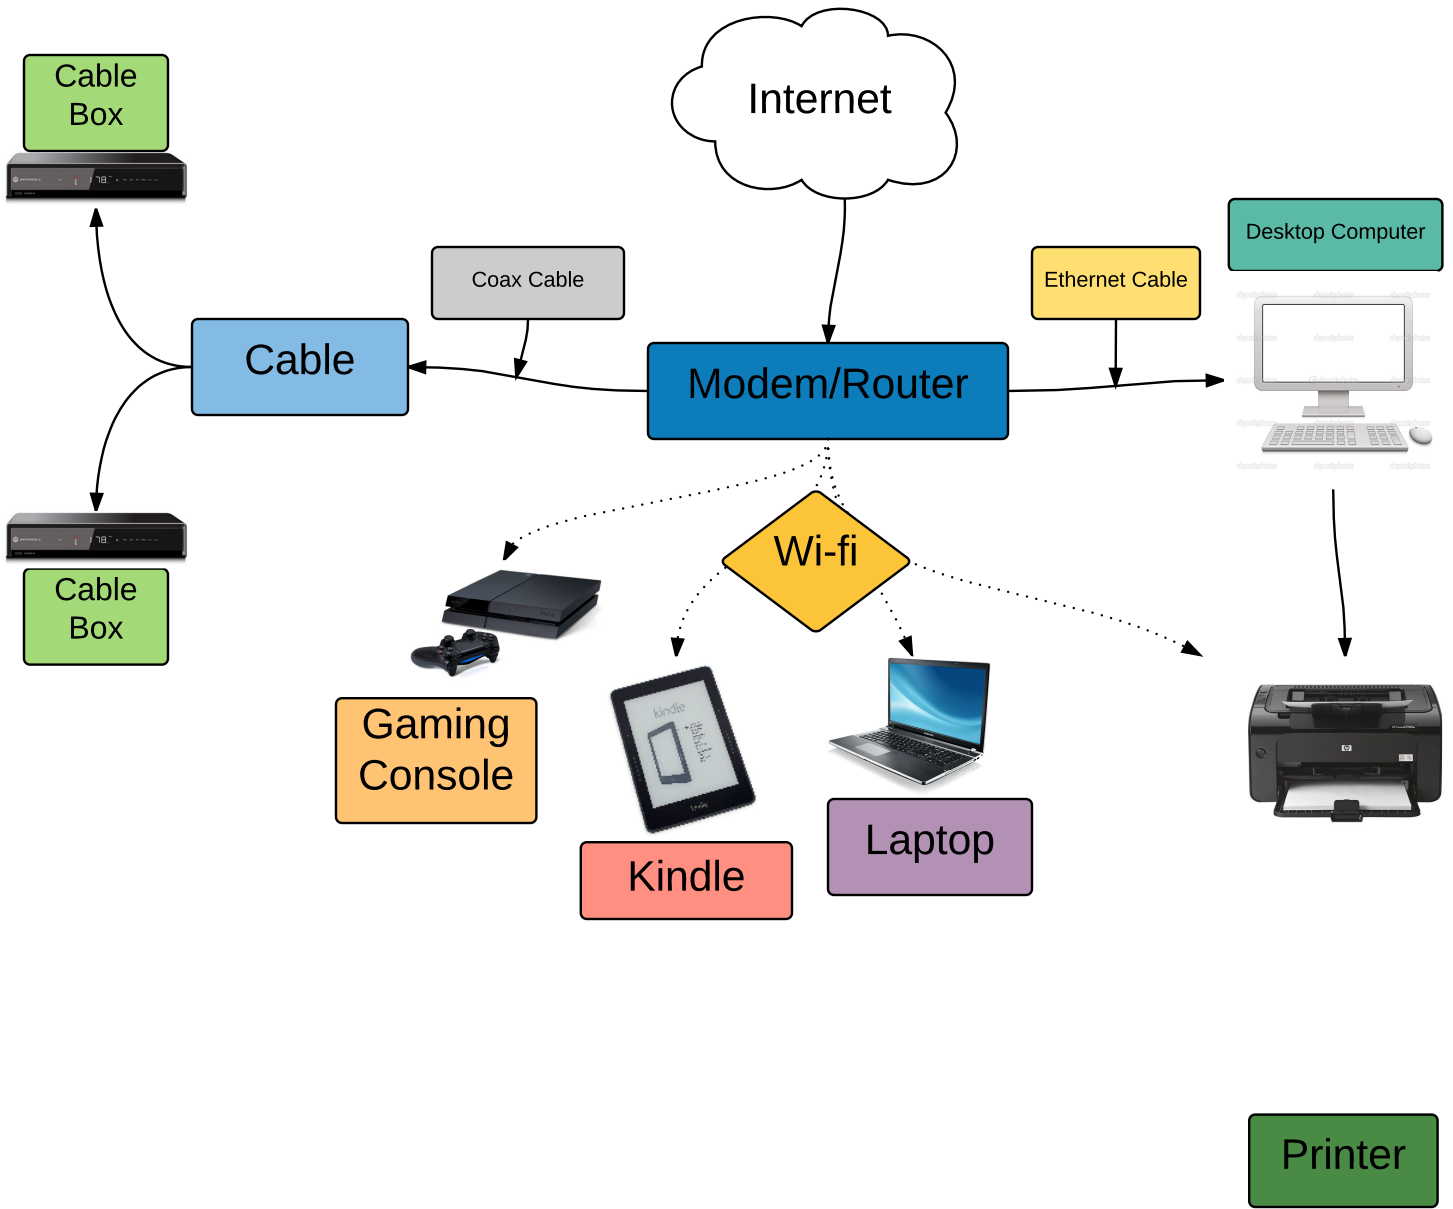 Internet
Cable
Box
Desktop Computer
Coax Cable
Ethernet Cable
Cable
Modem/Router
Wi-fi
Cable
Box
kindle
Gaming
Console
Laptop
Kindle
Printer